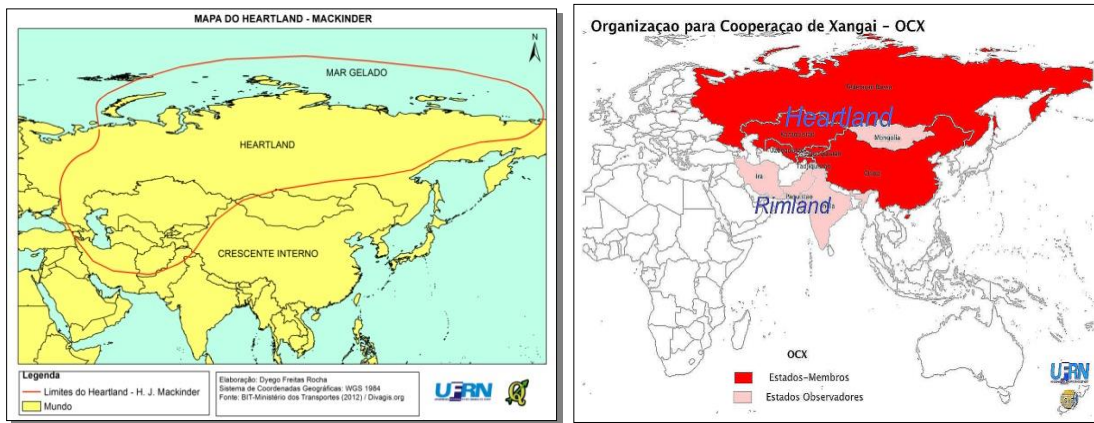 MAPA DO HEARTLAND - MACKINDER
N
MAR GELADO
HEARTLAND
CRESCENTE INTERNO
Legenda
Limites do Heartland - H. J. Mackinder
Mundo
Elaboração: Dyego Freitas Rocha
Sistema de Coordenadas Geográficas: WGS 1984
Fonte: BIT-Ministério dos Transportes (2012) / Divagis.org
UFRN
Organizaçao para Cooperaçao de Xangai - OCX
Heartland
Mongolia
Ira
Rimland
OCX
Estados-Membros
Estados Observadores
UFRN